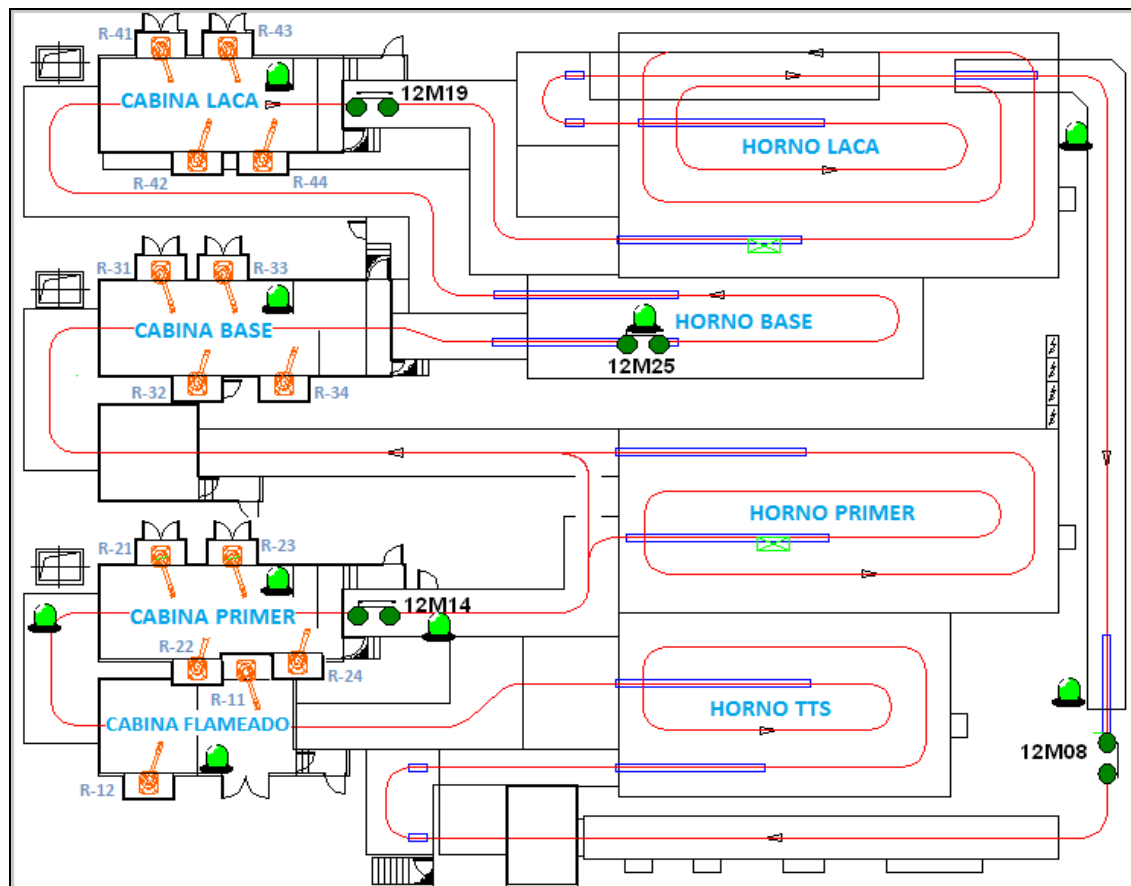 R-41
R-43
CABINA LACA
12M19
HORNO LACA
R-42
R-44
R-31
R-33
CABINA BASE
HORNO BASE
12M25
R-32
R-34
HORNO PRIMER
R-21
R-23
CABINA PRIMER
12M14
R-22
R-24
R-11
CABINA FLAMEADO
HORNO TTS
12M08
R-12